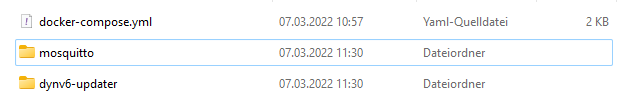 docker-compose.yml 07.03.2022 10:57 Yaml-Quelldatei 2 KB
mosquitto 07.03.2022 11:30 Dateiordner
dynv6-updater 07.03.2022 11:30 Dateiordner